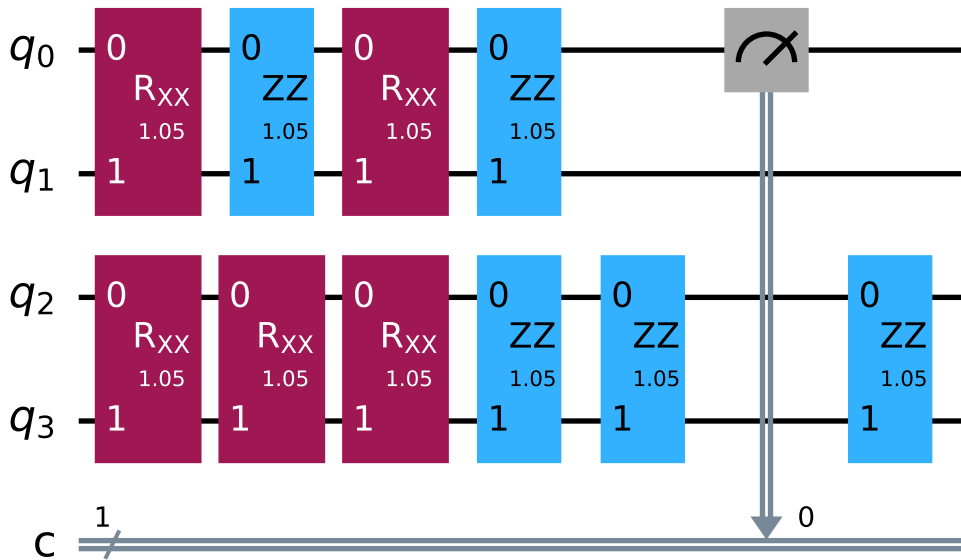 q0 0 0 0 0
RXX ZZ RXX ZZ
1.05 1.05 1.05 1.05
q1 1 1 1 1
q2 0 0 0 0 0 0
RXX RXX RXX ZZ ZZ ZZ
1.05 1.05 1.05 1.05 1.05 1.05
q3 1 1 1 1 1 1
1 0
c